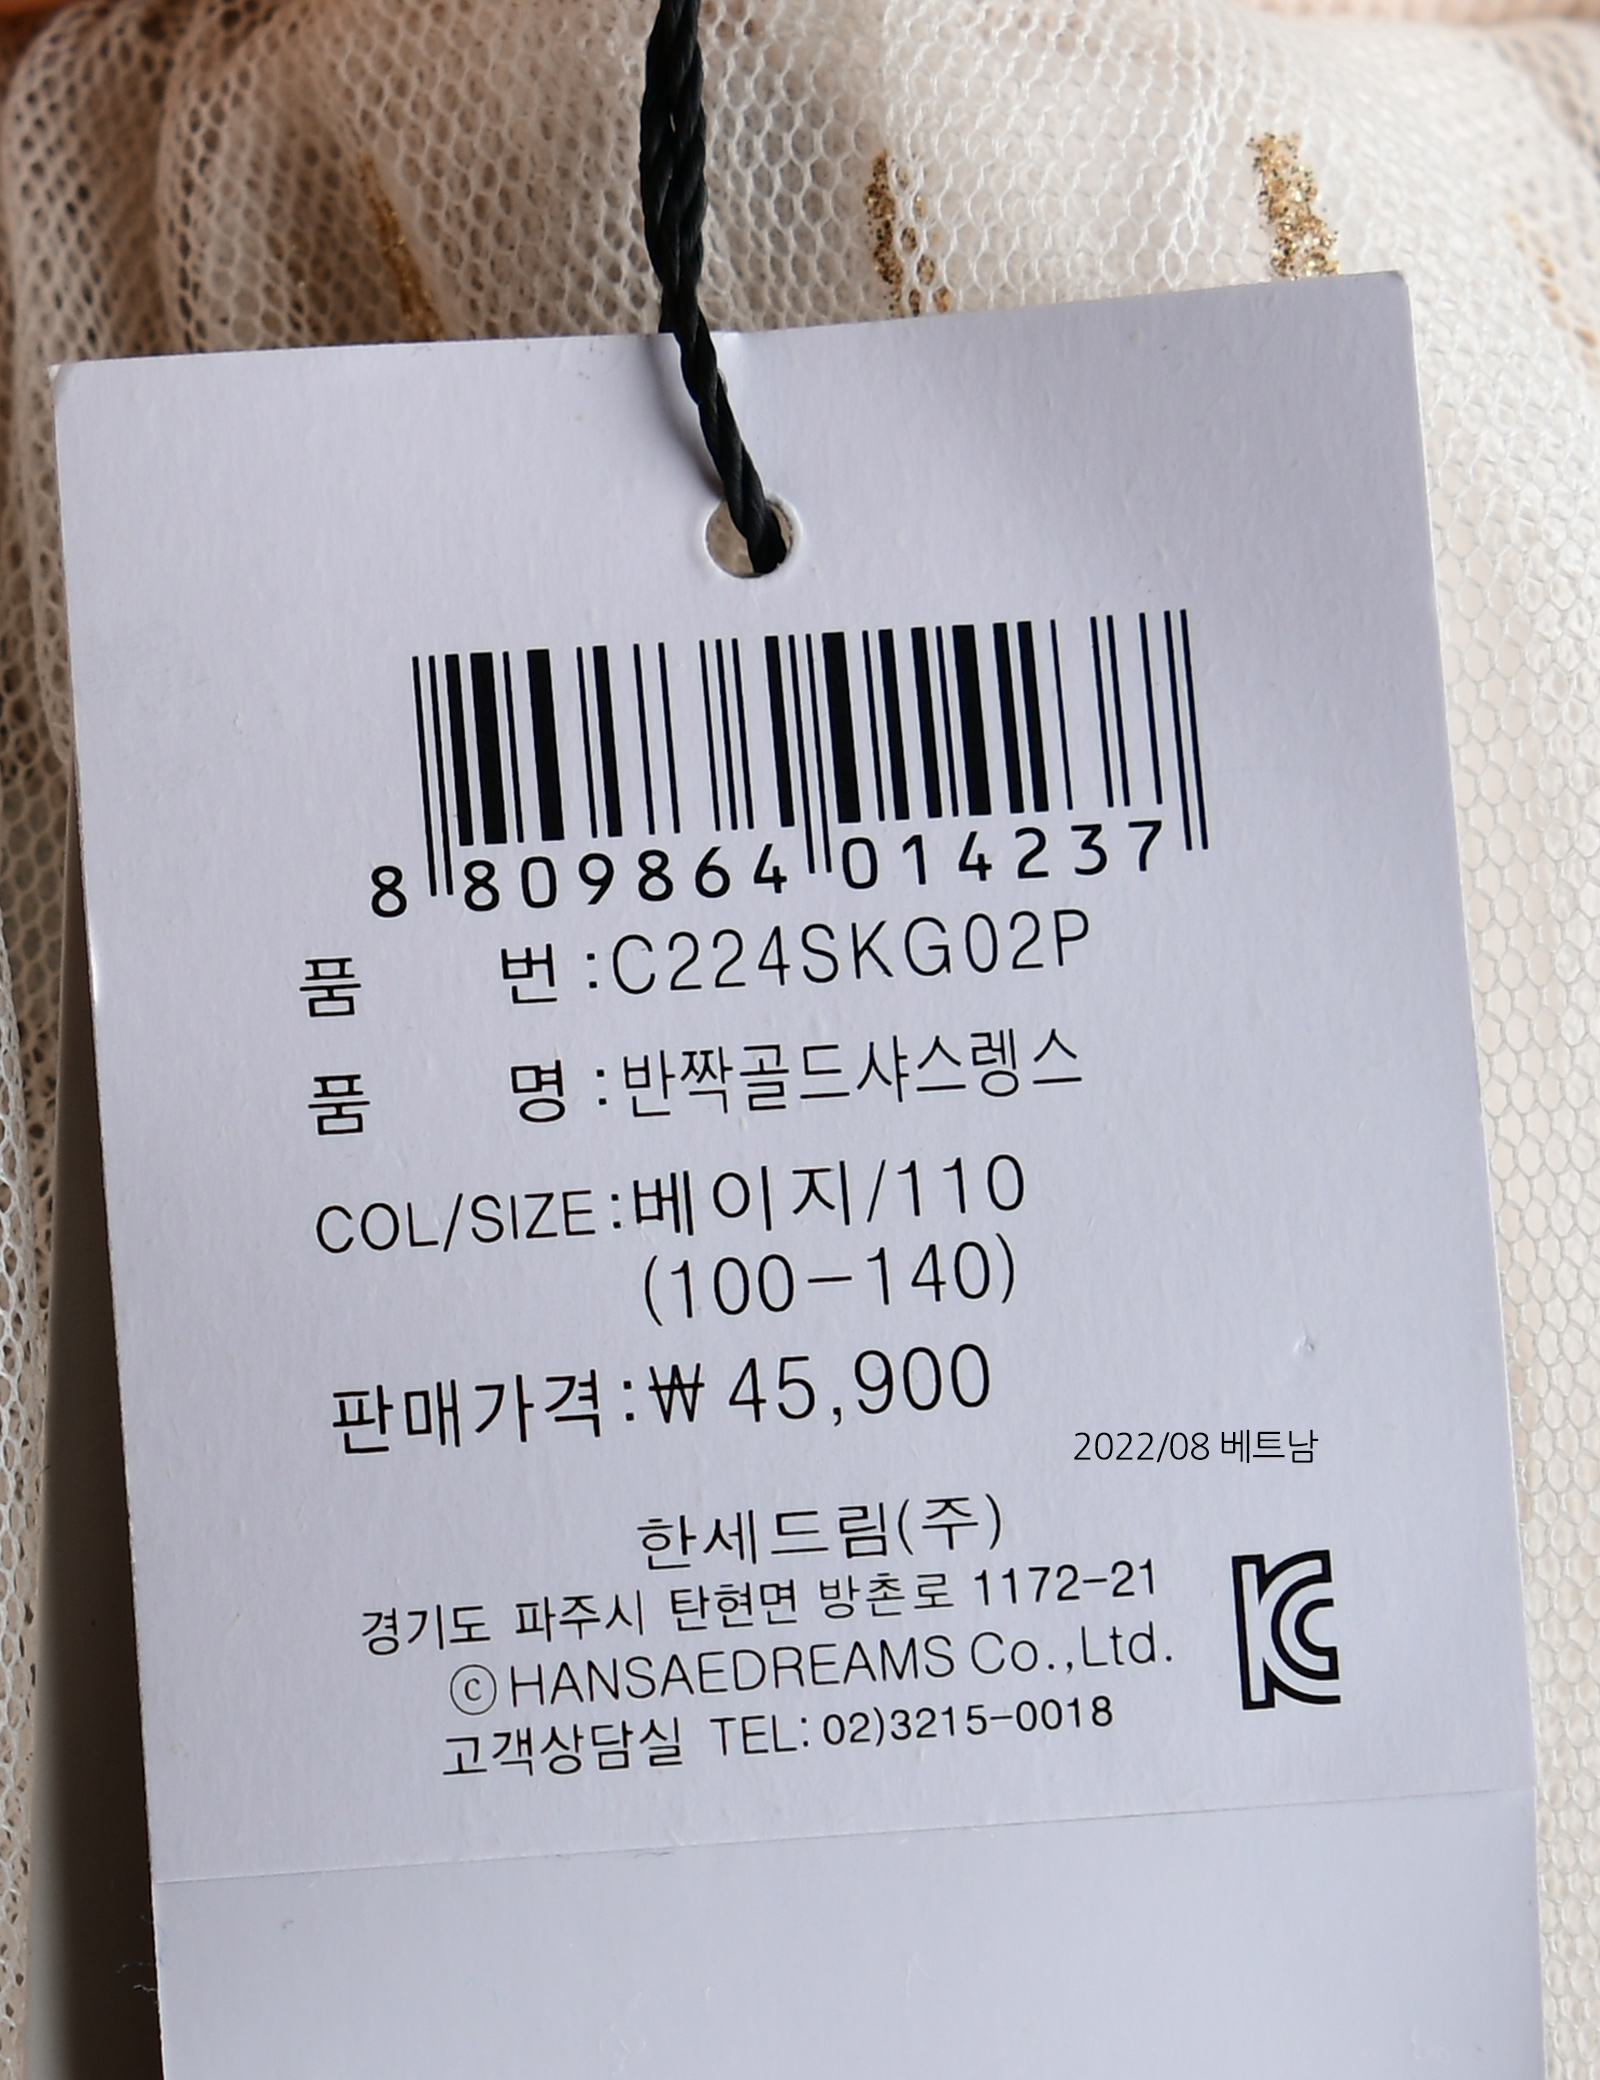 8 809864 014237
품 번 :C224SKG02P
품 명 :반짝골드샤스렝스
COL/SIZE:베이지/110
(100-140)
판매가격:₩ 45,900
2022/08 베트남
한세드림(주)
경기도 파주시 탄현면 방촌로 1172-21
ⓒHANSAEDREAMS Co.,Ltd.
고객상담실 TEL:02)3215-0018
KC